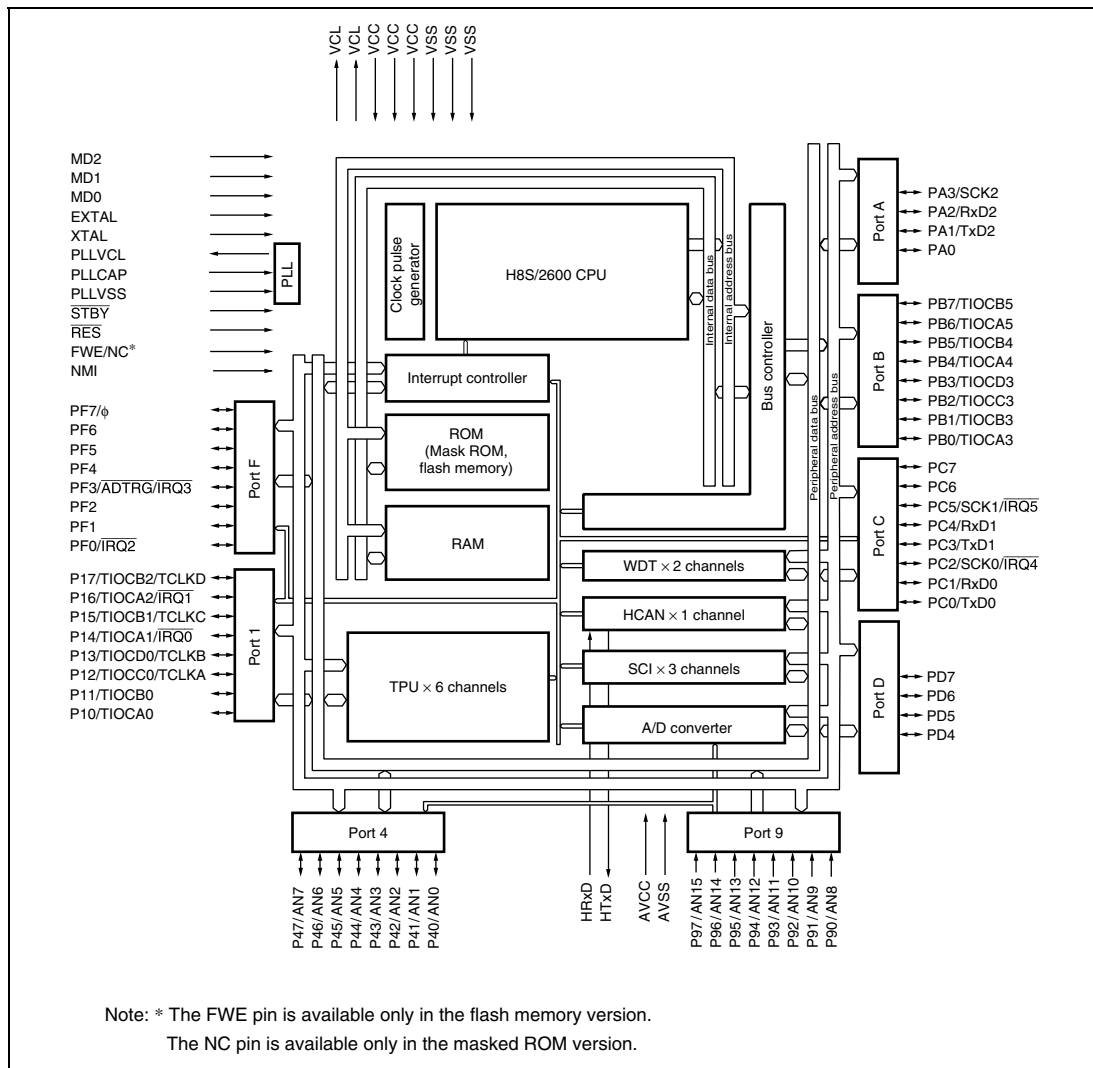 VCL
VCL
VCC
VCC
VCC
VSS
VSS
VSS
MD2
MD1
MD0
EXTAL
XTAL
PLLVCL
PLLCAP
PLLVSS
STBY
RES
FWE/NC*
NMI
PLL
Clock pulse
generator
H8S/2600 CPU
Internal data bus
Internal address bus
Bus controller
Peripheral data bus
Peripheral address bus
Interrupt controller
ROM
(Mask ROM,
flash memory)
RAM
TPU × 6 channels
WDT × 2 channels
HCAN × 1 channel
SCI × 3 channels
A/D converter
Port A
PA3/SCK2
PA2/RxD2
PA1/TxD2
PA0
Port B
PB7/TIOCB5
PB6/TIOCA5
PB5/TIOCB4
PB4/TIOCA4
PB3/TIOCD3
PB2/TIOCC3
PB1/TIOCB3
PB0/TIOCA3
Port C
PC7
PC6
PC5/SCK1/IRQ5
PC4/RxD1
PC3/TxD1
PC2/SCK0/IRQ4
PC1/RxD0
PC0/TxD0
Port D
PD7
PD6
PD5
PD4
PF7/ϕ
PF6
PF5
PF4
PF3/ADTRG/IRQ3
PF2
PF1
PF0/IRQ2
Port F
P17/TIOCB2/TCLKD
P16/TIOCA2/IRQ1
P15/TIOCB1/TCLKC
P14/TIOCA1/IRQ0
P13/TIOCD0/TCLKB
P12/TIOCC0/TCLKA
P11/TIOCB0
P10/TIOCA0
Port 1
Port 4
P47/AN7
P46/AN6
P45/AN5
P44/AN4
P43/AN3
P42/AN2
P41/AN1
P40/AN0
HRxD
HTxD
AVCC
AVSS
Port 9
P97/AN15
P96/AN14
P95/AN13
P94/AN12
P93/AN11
P92/AN10
P91/AN9
P90/AN8
Note: * The FWE pin is available only in the flash memory version.
The NC pin is available only in the masked ROM version.